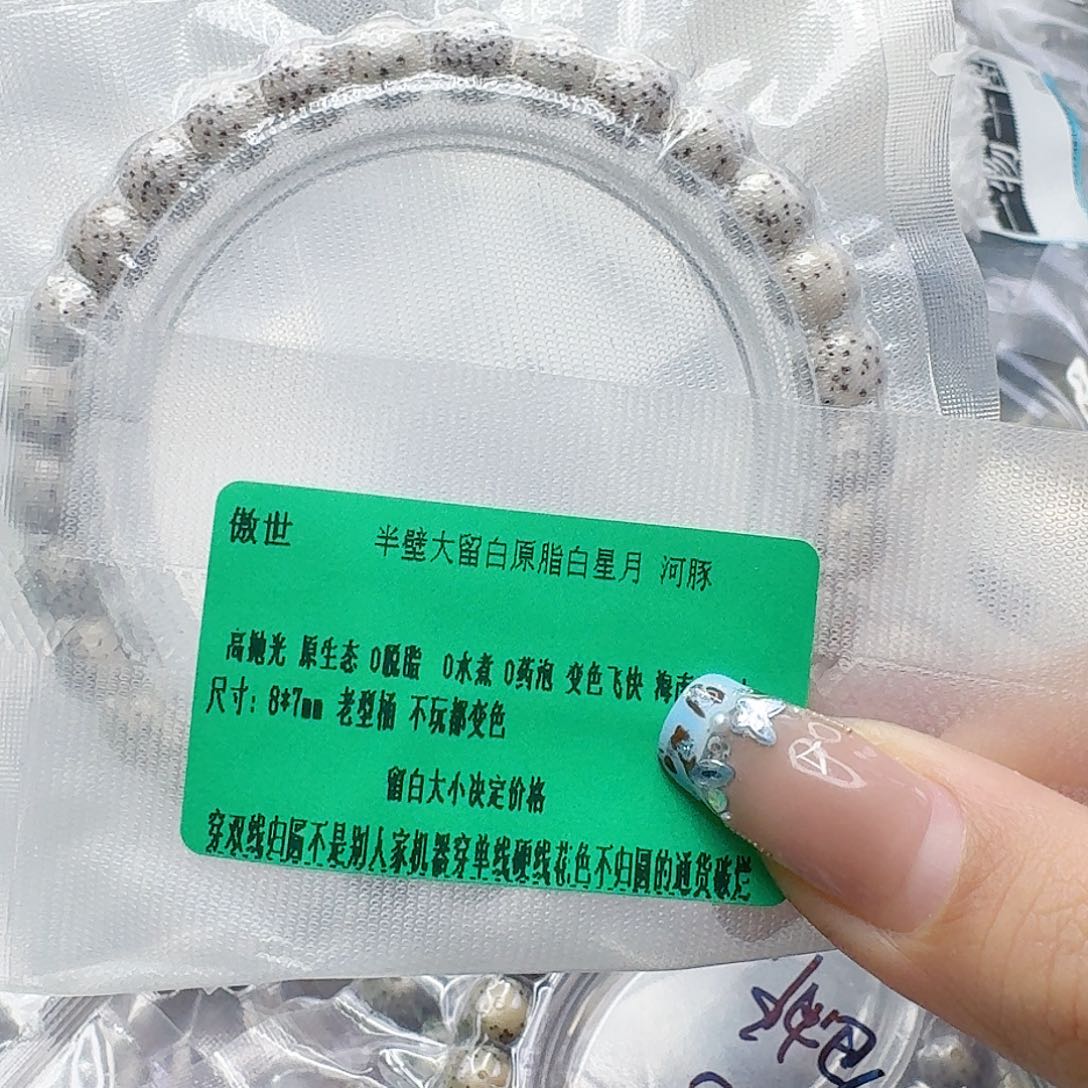 傲世 半壁大留白原脂白星月 河豚
高抛光 原生态 0脱脂 0水煮 0药泡 变色飞快 海南
尺寸: 8*7mm 老型桶 不玩都变色
留白大小决定价格
穿双线归圆不是别人家机器穿单线硬线花色不归圆的通货破烂